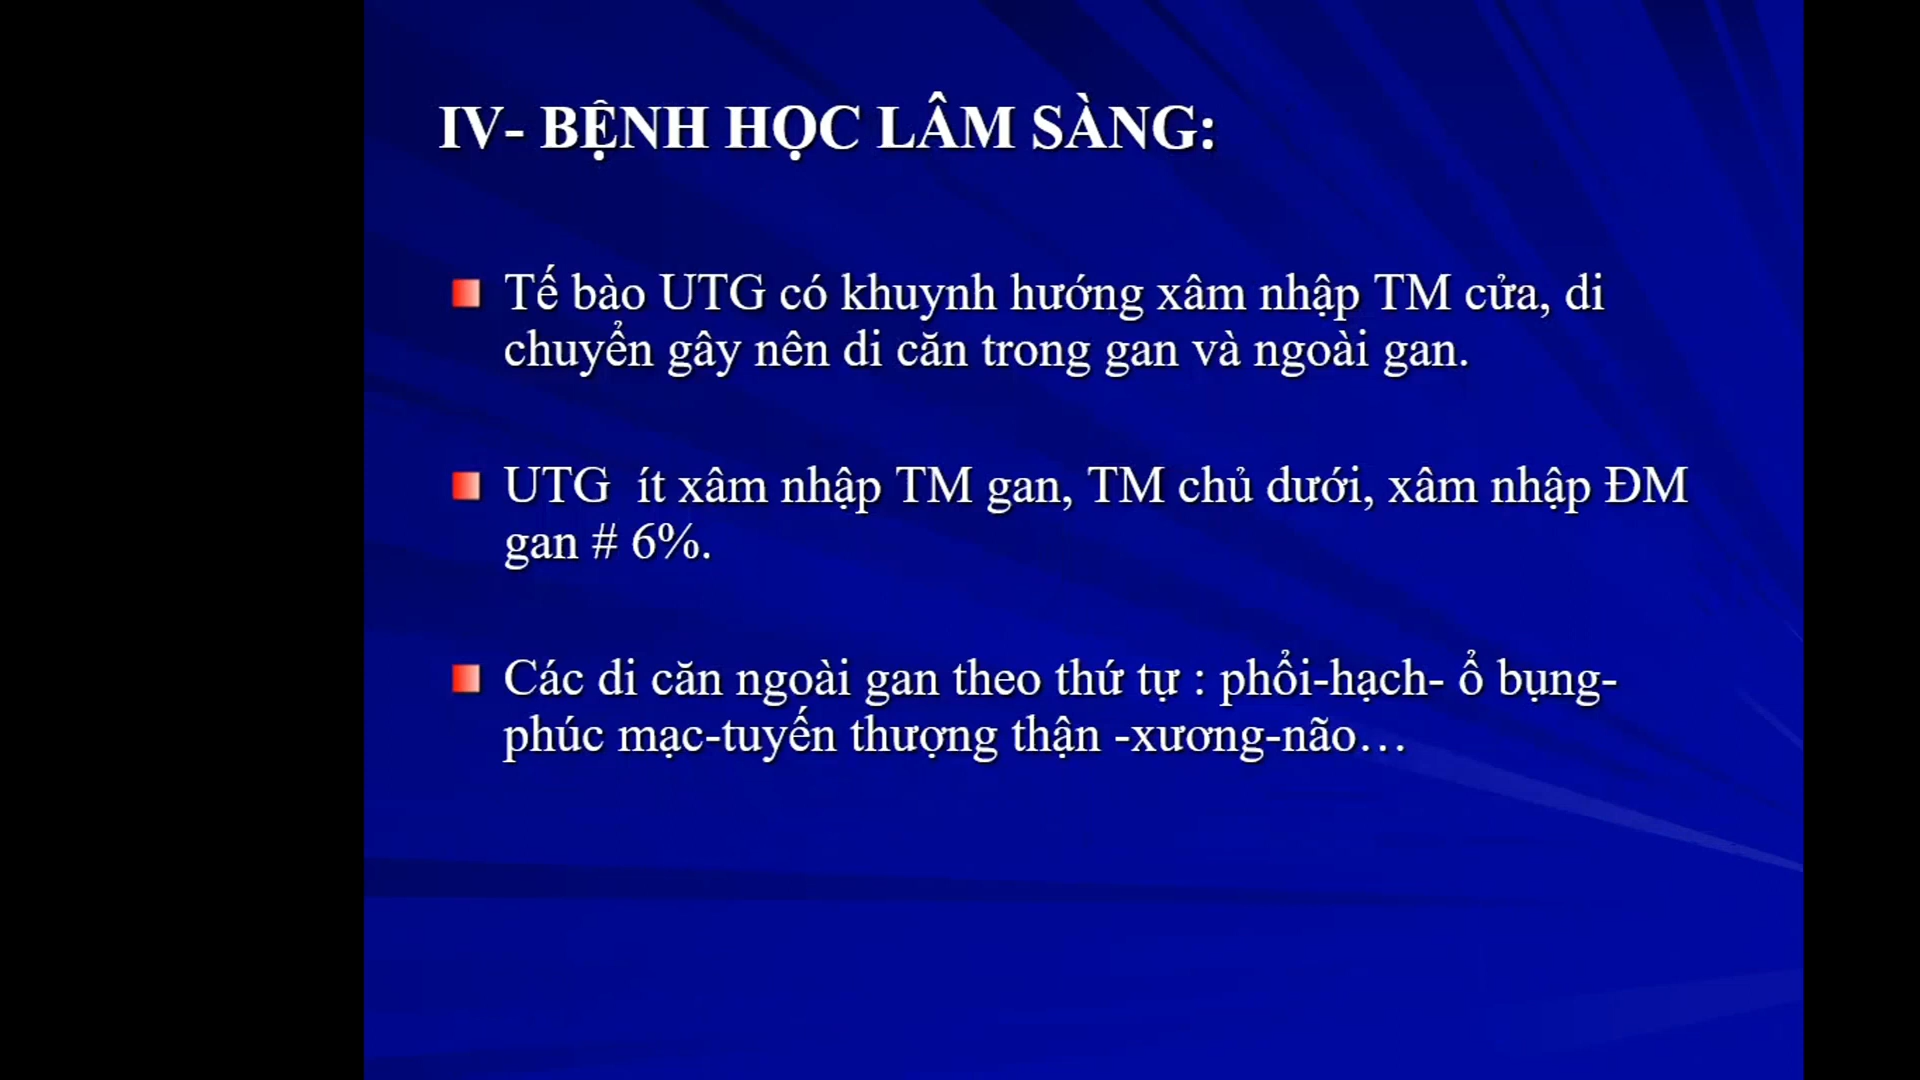 IV- BỆNH HỌC LÂM SÀNG:
Tế bào UTG có khuynh hướng xâm nhập TM cửa, di
chuyển gây nên di căn trong gan và ngoài gan.
UTG  ít xâm nhập TM gan, TM chủ dưới, xâm nhập ĐM
gan # 6%.
Các di căn ngoài gan theo thứ tự : phổi-hạch- ổ bụng-
phúc mạc-tuyến thượng thận -xương-não…